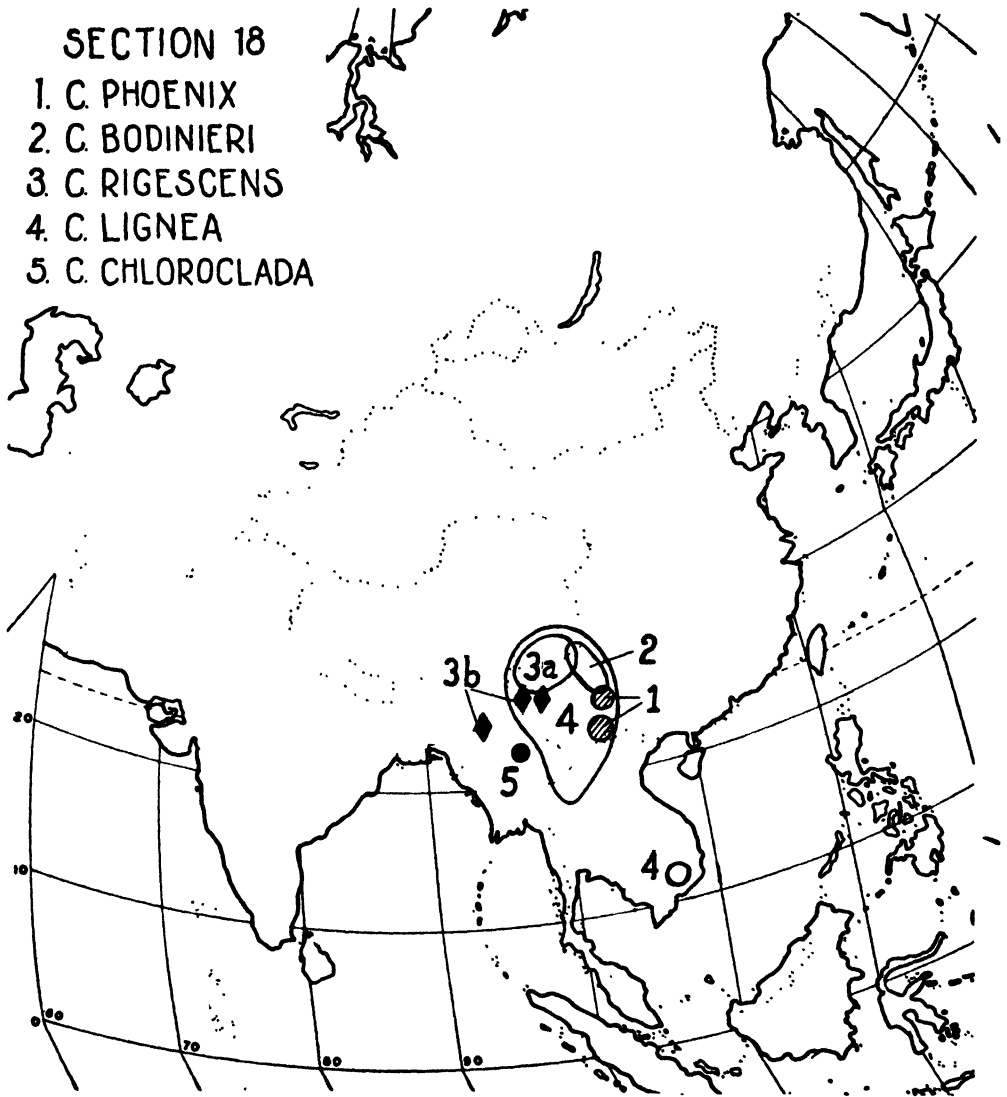 SECTION 18
1. C. PHOENIX
2. C. BODINIERI
3. C. RIGESCENS
4. C. LIGNEA
5. C. CHLOROCLADA
2
3a
3b
1
4
5
4
20
10
0
60
70
80
90